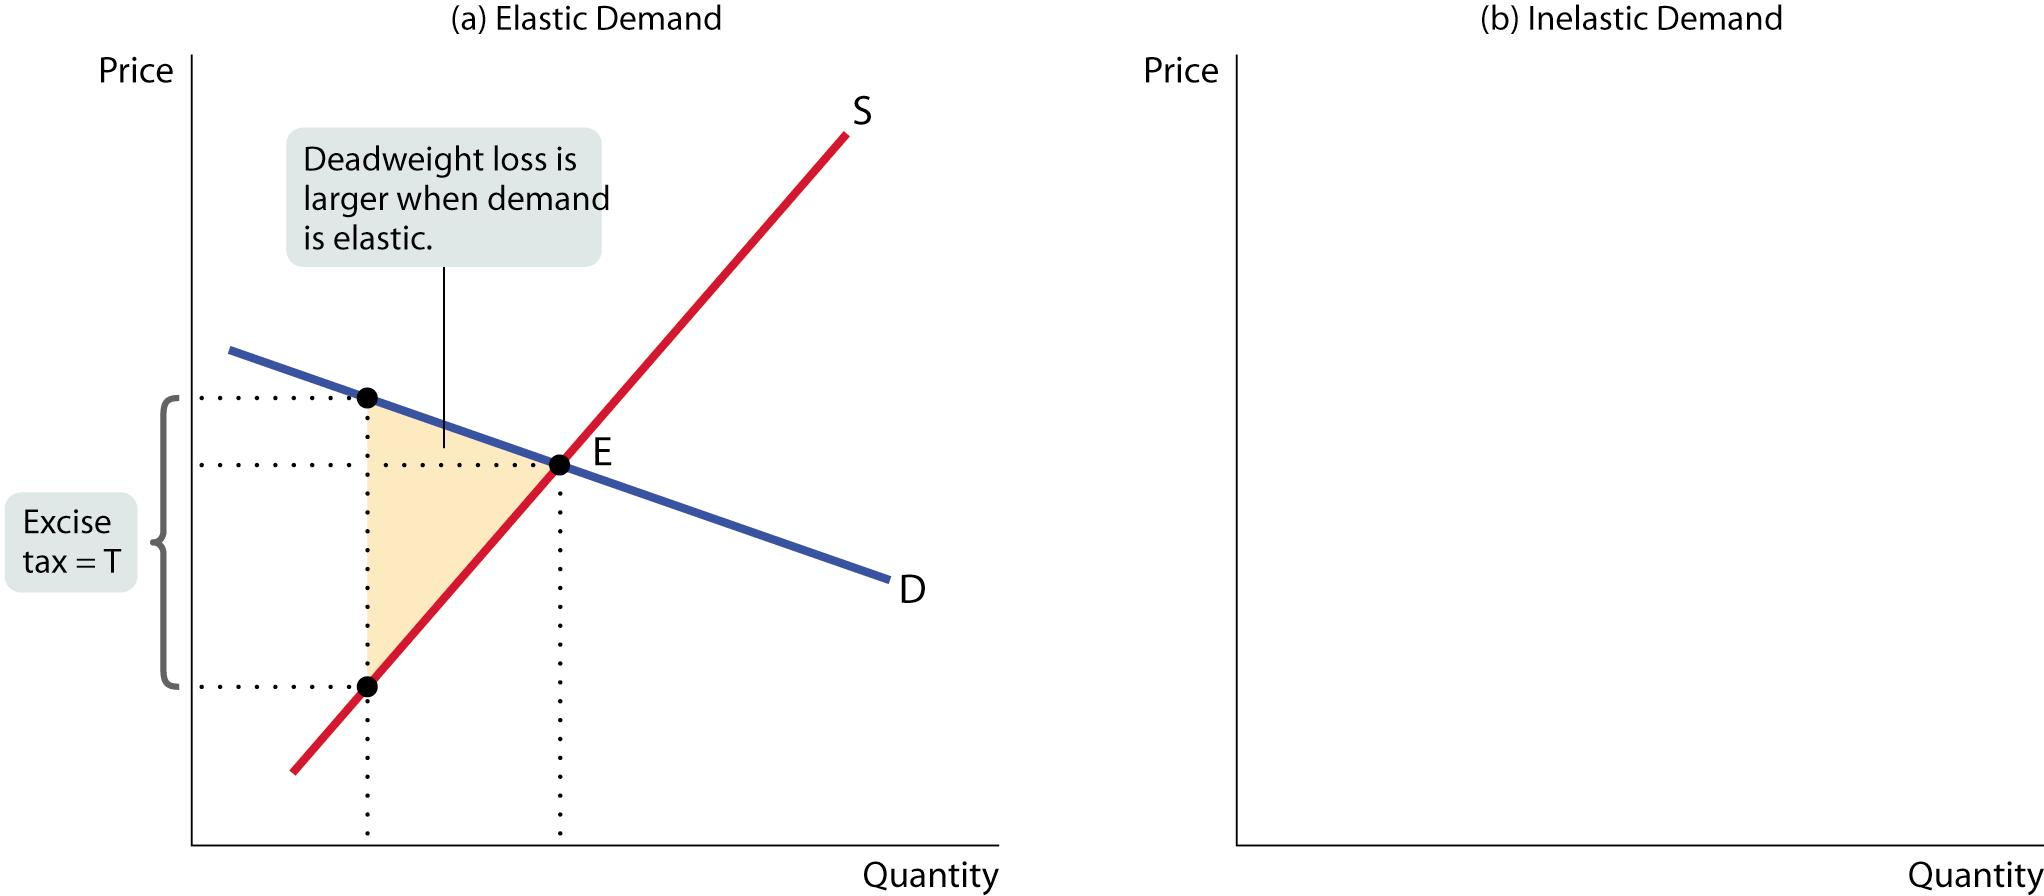 (a) Elastic Demand
Price
S
Deadweight loss is
larger when demand
is elastic.
E
Excise
tax = T
D
Quantity
(b) Inelastic Demand
Price
Quantity